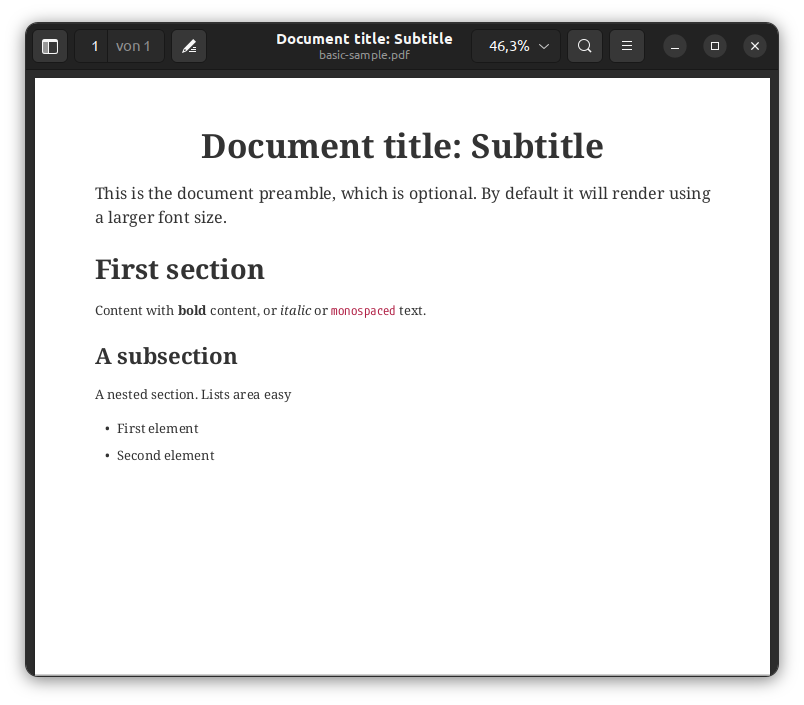 1 von 1
Document title: Subtitle
basic-sample.pdf
46,3%
Document title: Subtitle
This is the document preamble, which is optional. By default it will render using
a larger font size.
First section
Content with bold content, or italic or monospaced text.
A subsection
A nested section. Lists area easy
• First element
• Second element